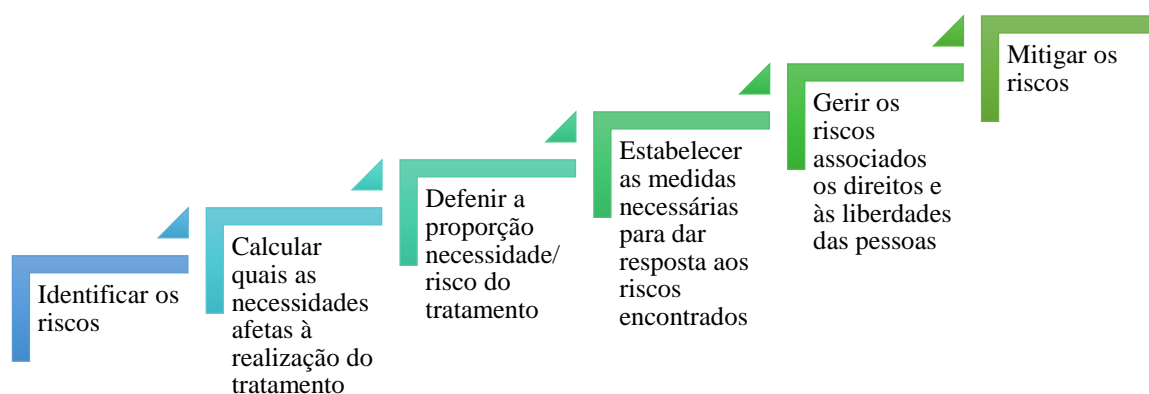 Identificar os
riscos
Calcular
quais as
necessidades
afetas à
realização do
tratamento
Defenir a
proporção
necessidade/
risco do
tratamento
Estabelecer
as medidas
necessárias
para dar
resposta aos
riscos
encontrados
Gerir os
riscos
associados
os direitos e
às liberdades
das pessoas
Mitigar os
riscos